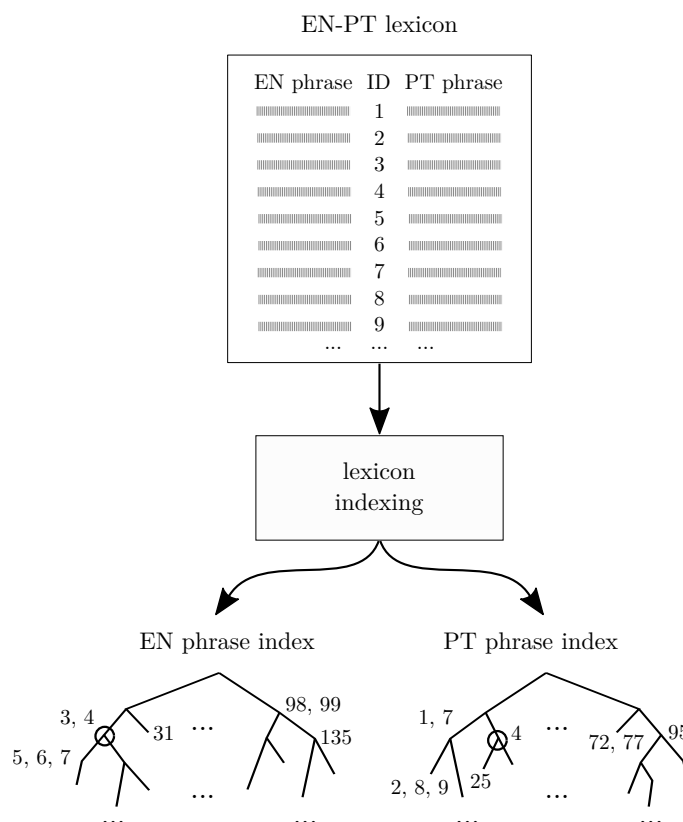 EN-PT lexicon
EN phrase ID PT phrase
1
2
3
4
5
6
7
8
9
... ... ...
lexicon
indexing
EN phrase index
3, 4
31
5, 6, 7
...
98, 99
135
...
... ...
PT phrase index
1, 7
4
25
2, 8, 9
...
72, 77
95
...
... ...